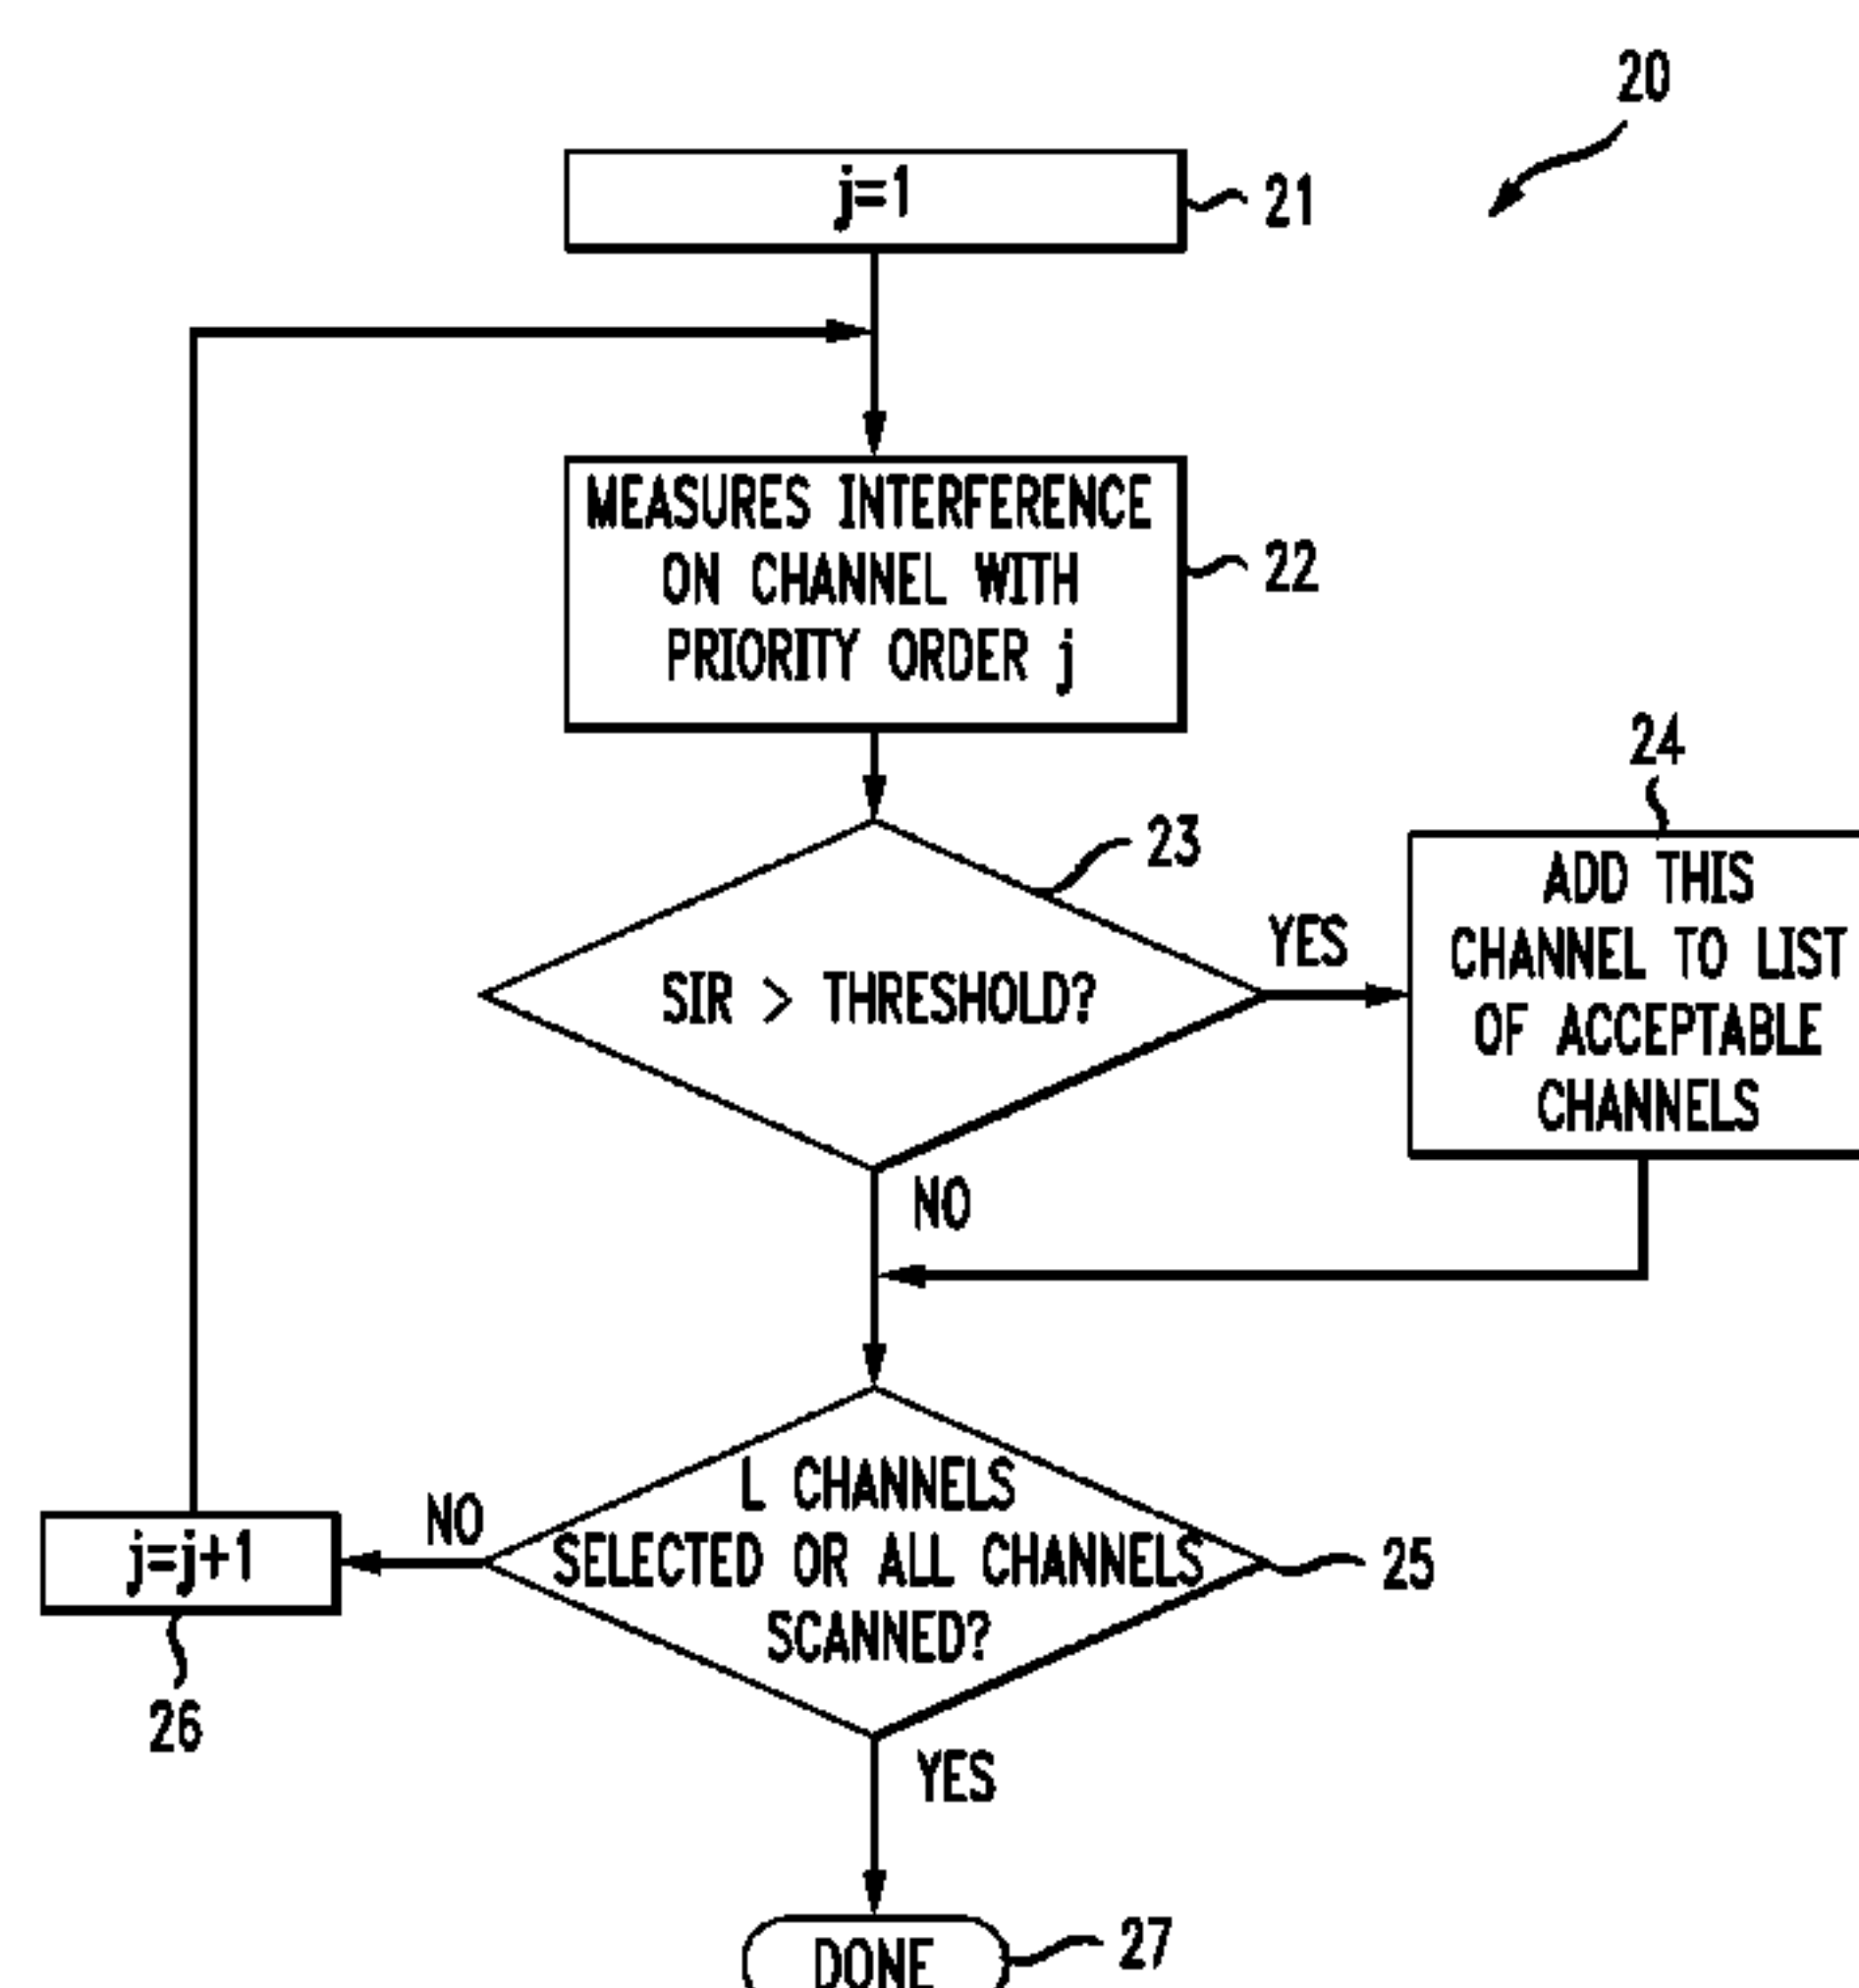 20
j=1
21
MEASURES INTERFERENCE
ON CHANNEL WITH
PRIORITY ORDER j
22
23
SIR > THRESHOLD?
YES
24
ADD THIS
CHANNEL TO LIST
OF ACCEPTABLE
CHANNELS
NO
L CHANNELS
SELECTED OR ALL CHANNELS
SCANNED?
25
NO
j=j+1
26
YES
DONE
27